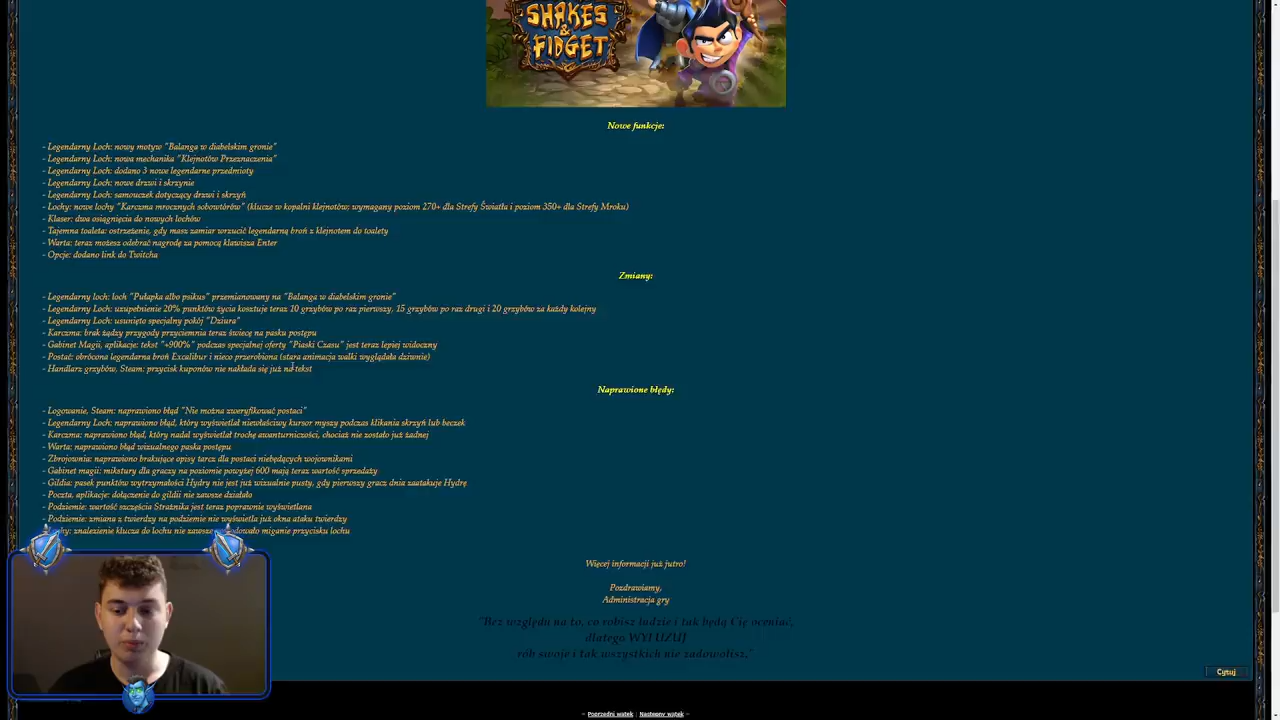 SHAKES
&
FIDGET
Nowe funkcje:
- Legendarny Loch: nowy motyw "Balanga w diabelskim gronie"
- Legendarny Loch: nowa mechanika "Klejnotów Przeznaczenia"
- Legendarny Loch: dodano 3 nowe legendarne przedmioty
- Legendarny Loch: nowe drzwi i skrzynie
- Legendarny Loch: samouczek dotyczący drzwi i skrzyń
- Lochy: nowe lochy "Karczma mrocznych sobowtórów" (klucze w kopalni klejnotów; wymagany poziom 270+ dla Strefy Światła i poziom 350+ dla Strefy Mroku)
- Klaser: dwa osiągnięcia do nowych lochów
- Tajemna toaleta: ostrzeżenie, gdy masz zamiar wrzucić legendarną broń z klejnotem do toalety
- Warta: teraz możesz odebrać nagrodę za pomocą klawisza Enter
- Opcje: dodano link do Twitcha
Zmiany:
- Legendarny loch: loch "Pułapka albo psikus" przemianowany na "Balanga w diabelskim gronie"
- Legendarny Loch: uzupełnienie 20% punktów życia kosztuje teraz 10 grzybów po raz pierwszy, 15 grzybów po raz drugi i 20 grzybów za każdy kolejny
- Legendarny Loch: usunięto specjalny pokój "Dziura"
- Karczma: brak żądzy przygody przyciemnia teraz świecę na pasku postępu
- Gabinet Magii, aplikacje: tekst "+900%" podczas specjalnej oferty "Piaski Czasu" jest teraz lepiej widoczny
- Postać: obrócona legendarna broń Excalibur i nieco przerobiona (stara animacja walki wyglądała dziwnie)
- Handlarz grzybów, Steam: przycisk kuponów nie nakłada się już na tekst
Naprawione błędy:
- Logowanie, Steam: naprawiono błąd "Nie można zweryfikować postaci"
- Legendarny Loch: naprawiono błąd, który wyświetlał niewłaściwy kursor myszy podczas klikania skrzyń lub beczek
- Karczma: naprawiono błąd, który nadal wyświetlał trochę awanturniczości, chociaż nie zostało już żadnej
- Warta: naprawiono błąd wizualnego paska postępu
- Zbrojownia: naprawiono brakujące opisy tarcz dla postaci niebędących wojownikami
- Gabinet magii: mikstury dla graczy na poziomie powyżej 600 mają teraz wartość sprzedaży
- Gildia: pasek punktów wytrzymałości Hydry nie jest już wizualnie pusty, gdy pierwszy gracz dnia zaatakuje Hydrę
- Poczta, aplikacje: dołączenie do gildii nie zawsze działało
- Podziemie: wartość szczęścia Strażnika jest teraz poprawnie wyświetlana
- Podziemie: zmiana z twierdzy na podziemie nie wyświetla już okna ataku twierdzy
znalezienie klucza do lochu nie zawsze miganie przycisku lochu
Więcej informacji już jutro!
Pozdrawiamy,
Administracja gry
"Bez względu na to, co robisz ludzie i tak będą Cię oceniać,
dlatego WYLUZUJ
rób swoje i tak wszystkich nie zadowolisz."
Cytuj
« Poprzedni wątek | Następny wątek »